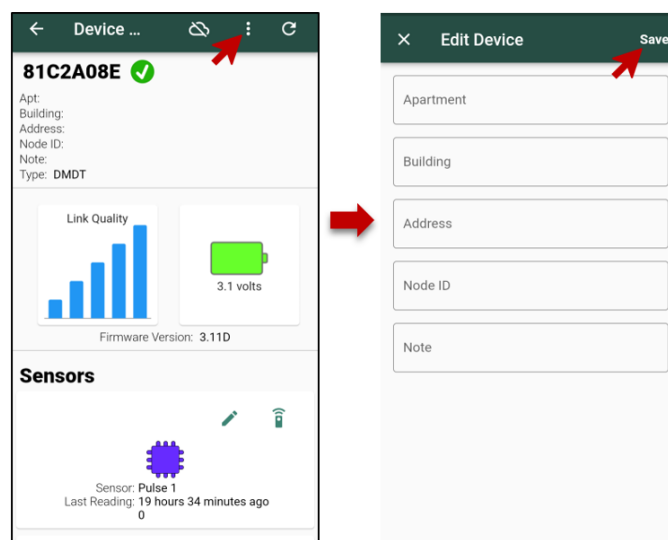 Device ...
81C2A08E
Apt:
Building:
Address:
Node ID:
Note:
Type: DMDT
Link Quality
3.1 volts
Firmware Version: 3.11D
Sensors
Sensor: Pulse 1
Last Reading: 19 hours 34 minutes ago
0
Edit Device
Save
Apartment
Building
Address
Node ID
Note